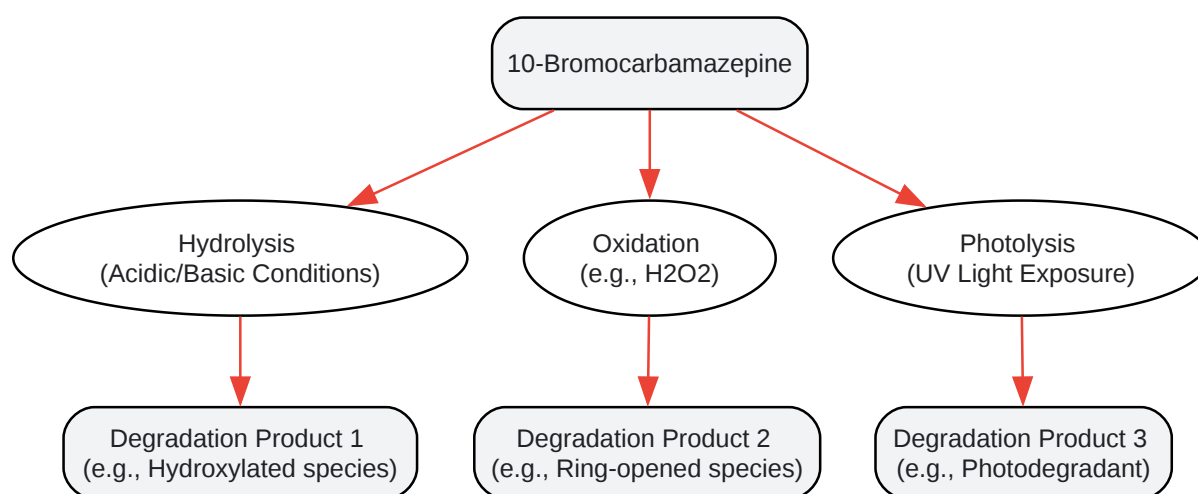 10-Bromocarbamazepine
Hydrolysis
(Acidic/Basic Conditions)
Oxidation
(e.g., H2O2)
Photolysis
(UV Light Exposure)
Degradation Product 1
(e.g., Hydroxylated species)
Degradation Product 2
(e.g., Ring-opened species)
Degradation Product 3
(e.g., Photodegradant)